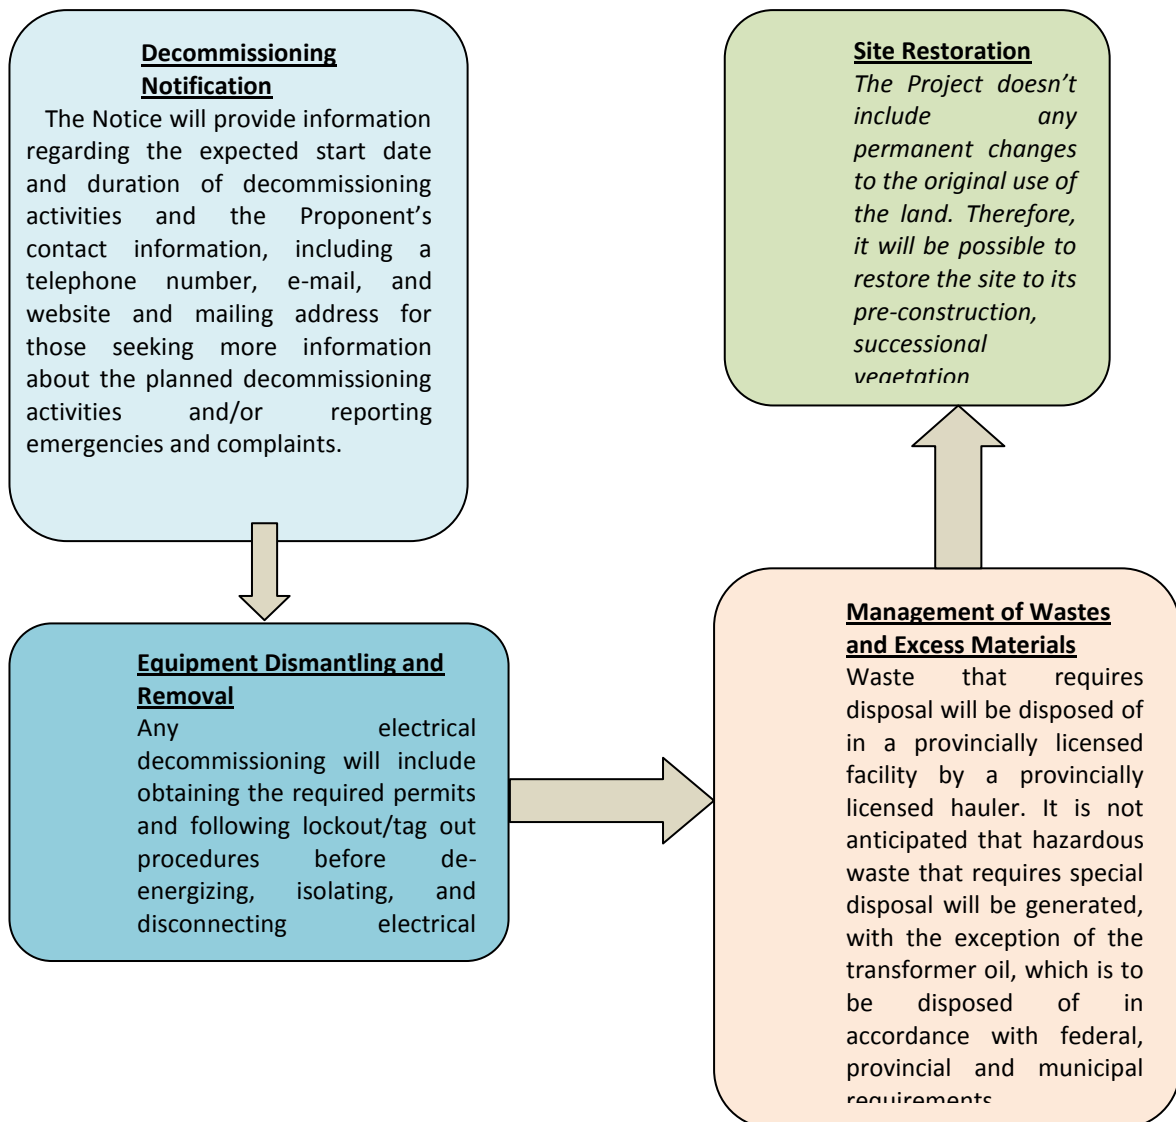 Decommissioning
Notification
The Notice will provide information
regarding the expected start date
and duration of decommissioning
activities and the Proponent's
contact information, including a
telephone number, e-mail, and
website and mailing address for
those seeking more information
about the planned decommissioning
activities and/or reporting
emergencies and complaints.
Equipment Dismantling and
Removal
Any electrical
decommissioning will include
obtaining the required permits
and following lockout/tag out
procedures before de-
energizing, isolating, and
disconnecting electrical
Management of Wastes
and Excess Materials
Waste that requires
disposal will be disposed of
in a provincially licensed
facility by a provincially
licensed hauler. It is not
anticipated that hazardous
waste that requires special
disposal will be generated,
with the exception of the
transformer oil, which is to
be disposed of in
accordance with federal,
provincial and municipal
requirements
Site Restoration
The Project doesn't
include any
permanent changes
to the original use of
the land. Therefore,
it will be possible to
restore the site to its
pre-construction,
successional
vegetation